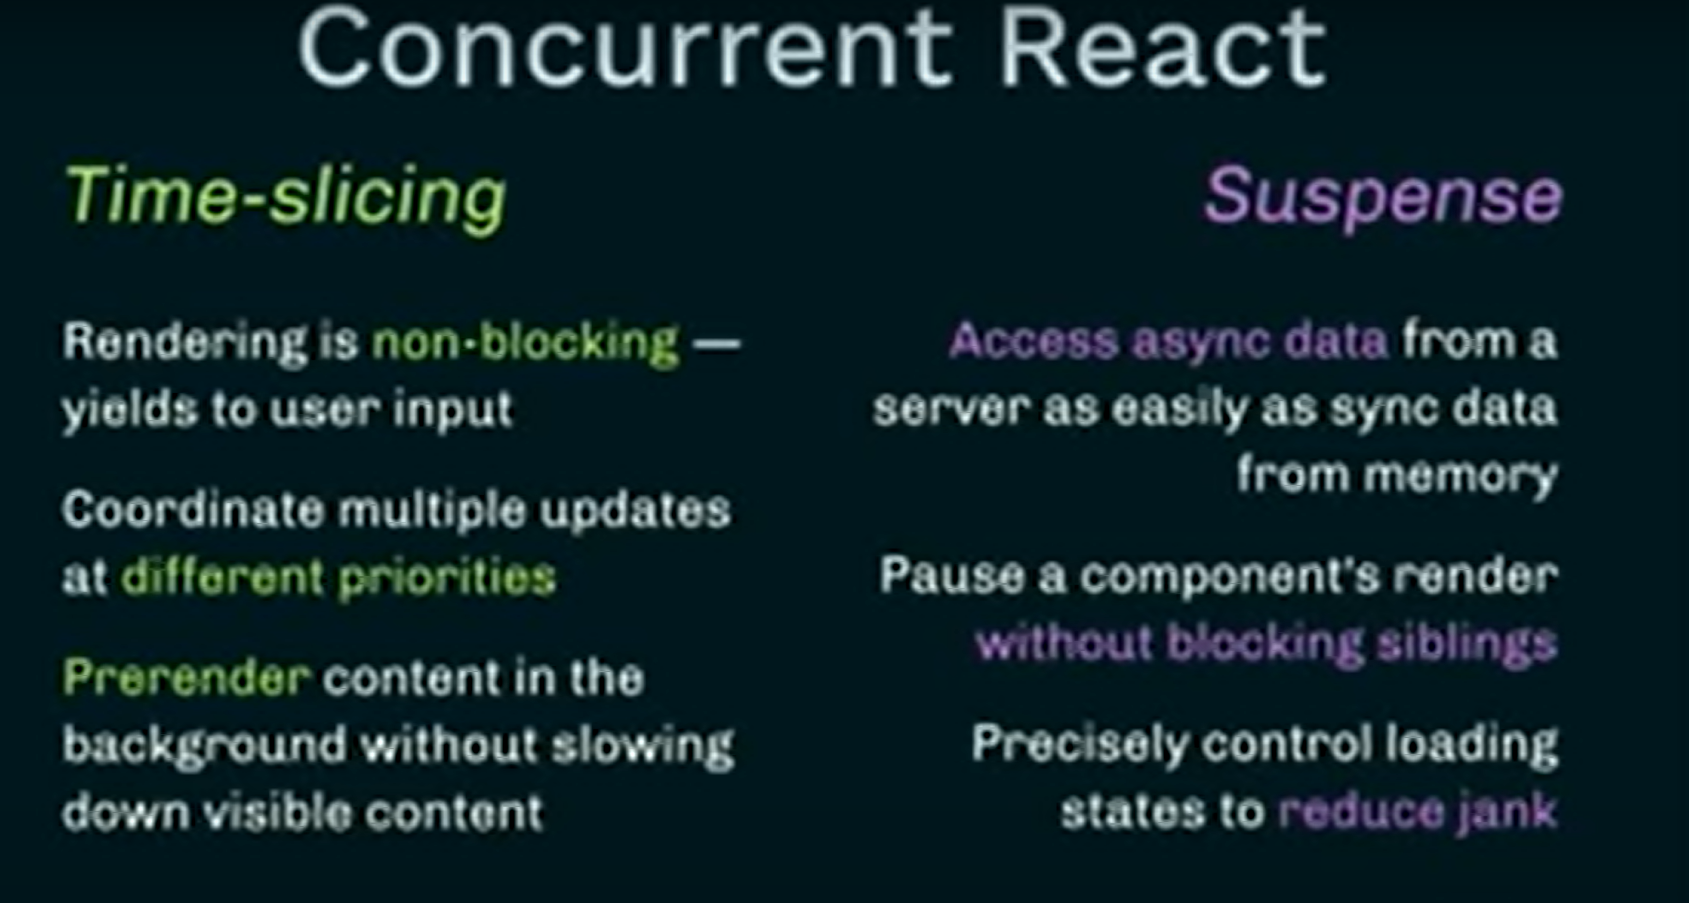 Concurrent React
Time-slicing
Rendering is non-blocking —
yields to user input
Coordinate multiple updates
at different priorities
Prerender content in the
background without slowing
down visible content
Suspense
Access async data from a
server as easily as sync data
from memory
Pause a component's render
without blocking siblings
Precisely control loading
states to reduce jank